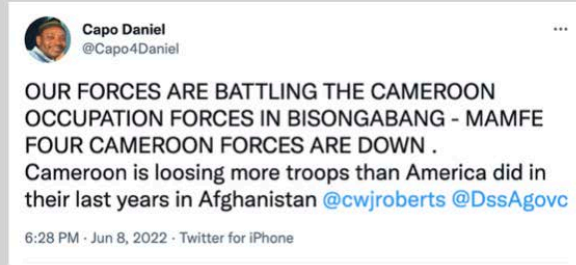 Capo Daniel
@Capo4Daniel
OUR FORCES ARE BATTLING THE CAMEROON
OCCUPATION FORCES IN BISONGABANG - MAMFE
FOUR CAMEROON FORCES ARE DOWN .
Cameroon is loosing more troops than America did in
their last years in Afghanistan @cwjroberts @DssAgovc
6:28 PM · Jun 8, 2022 · Twitter for iPhone